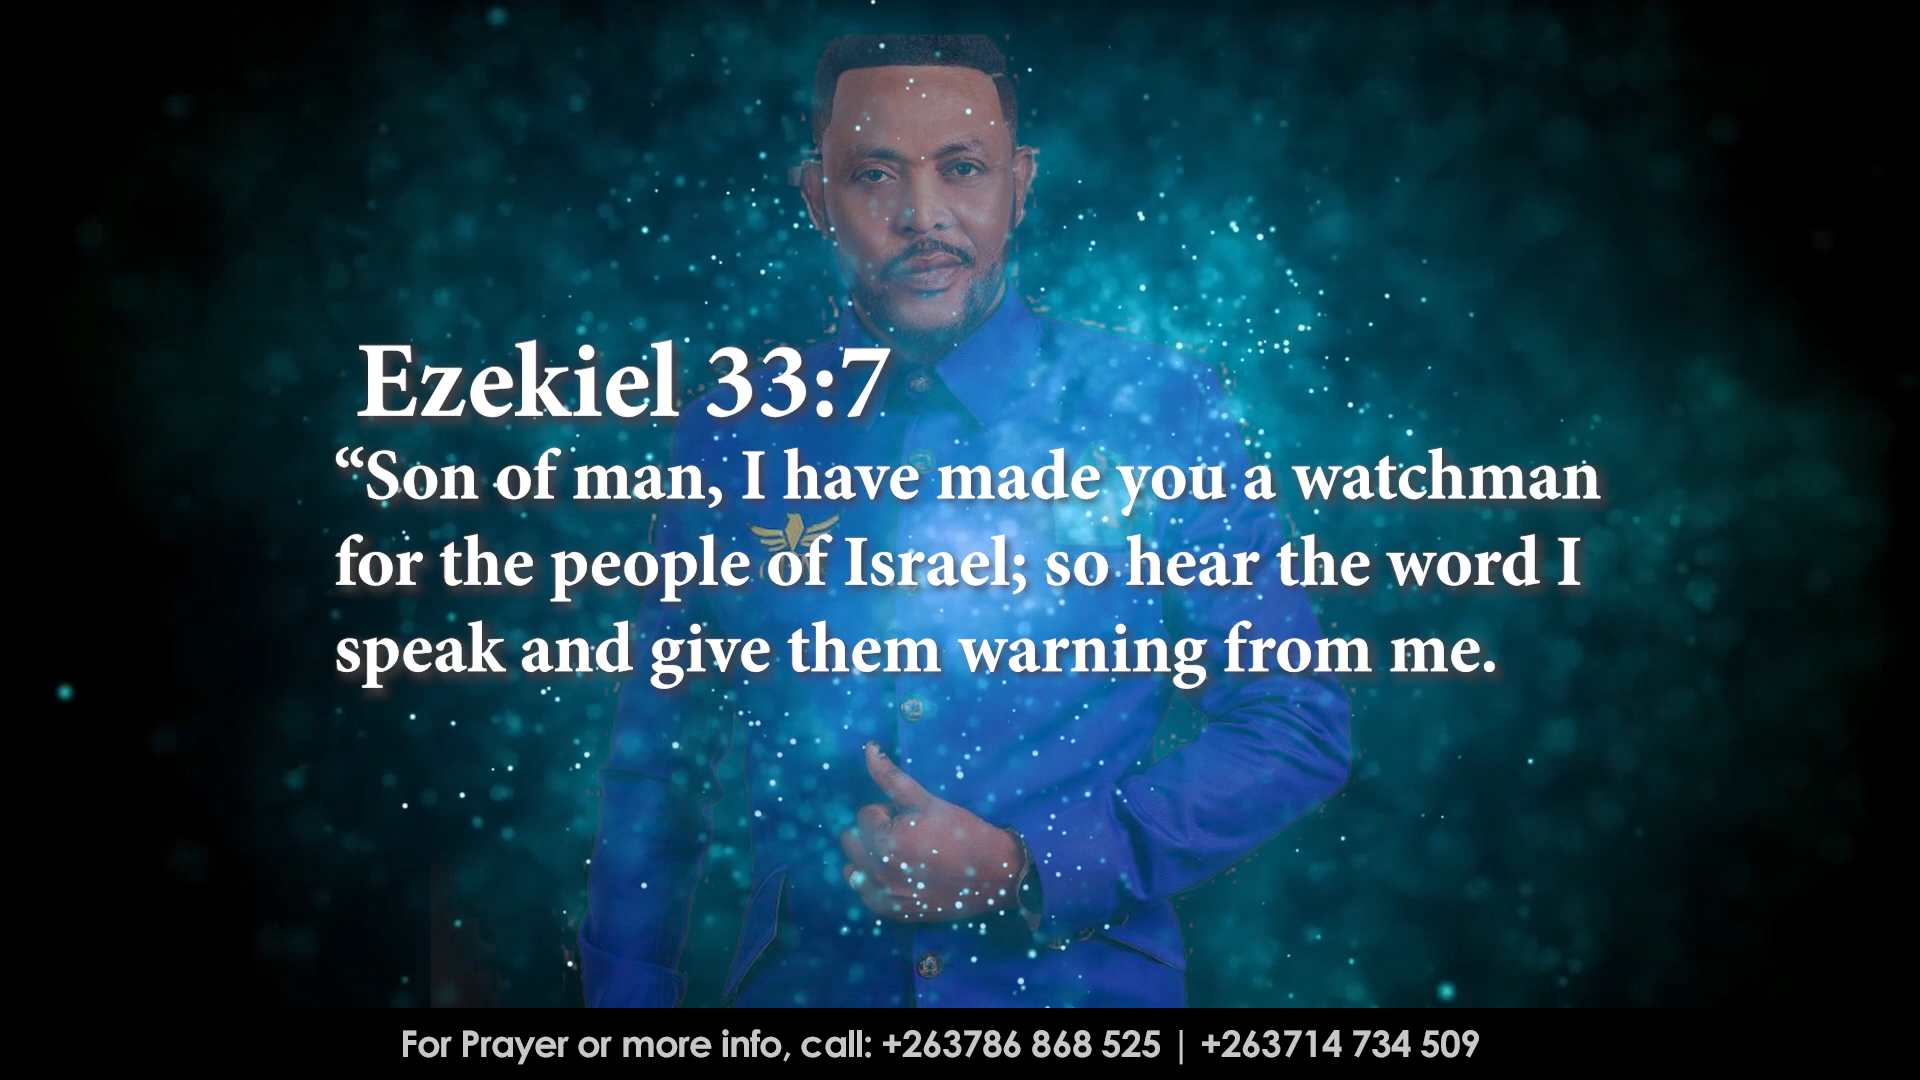 Ezekiel 33:7
“Son of man, I have made you a watchman
for the people of Israel; so hear the word I
speak and give them warning from me.
For Prayer or more info, call: +263786 868 525 | +263714 734 509